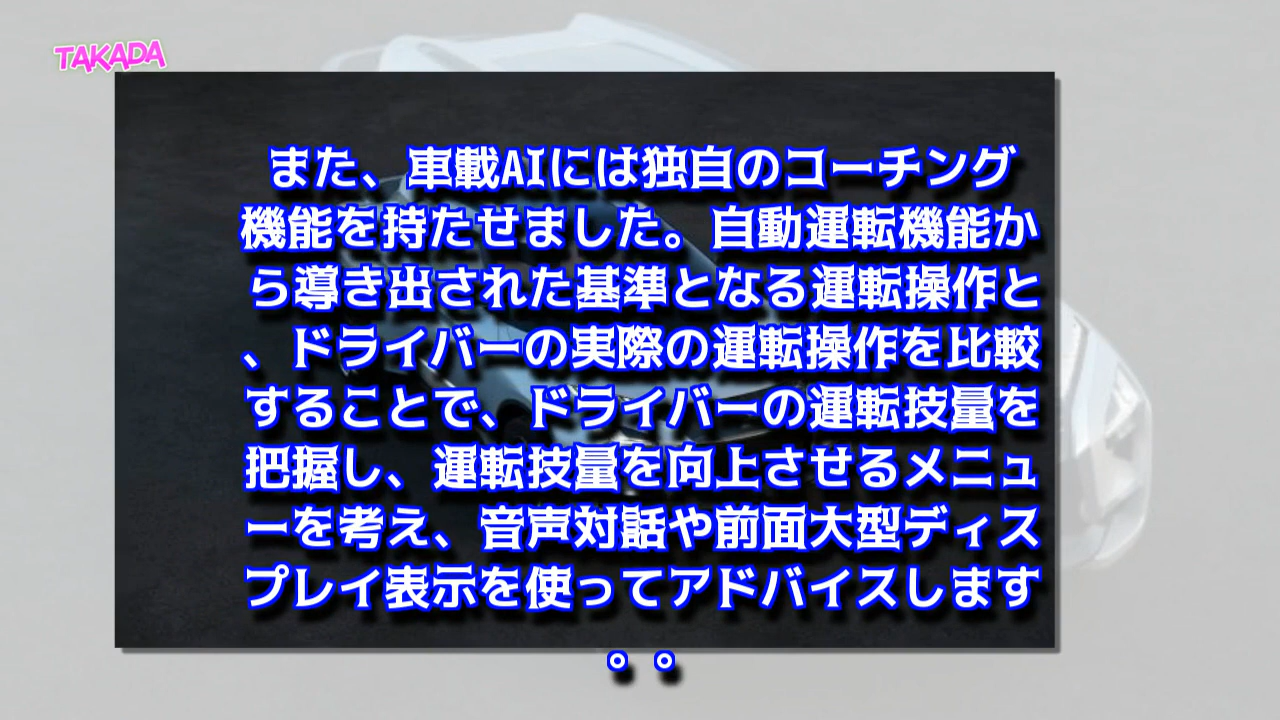 TAKADA
また、車載AIには独自のコーチング
機能を持たせました。自動運転機能か
ら導き出された基準となる運転操作と
、ドライバーの実際の運転操作を比較
することで、ドライバーの運転技量を
把握し、運転技量を向上させるメニュ
ーを考え、音声対話や前面大型ディス
プレイ表示を使ってアドバイスします
。。